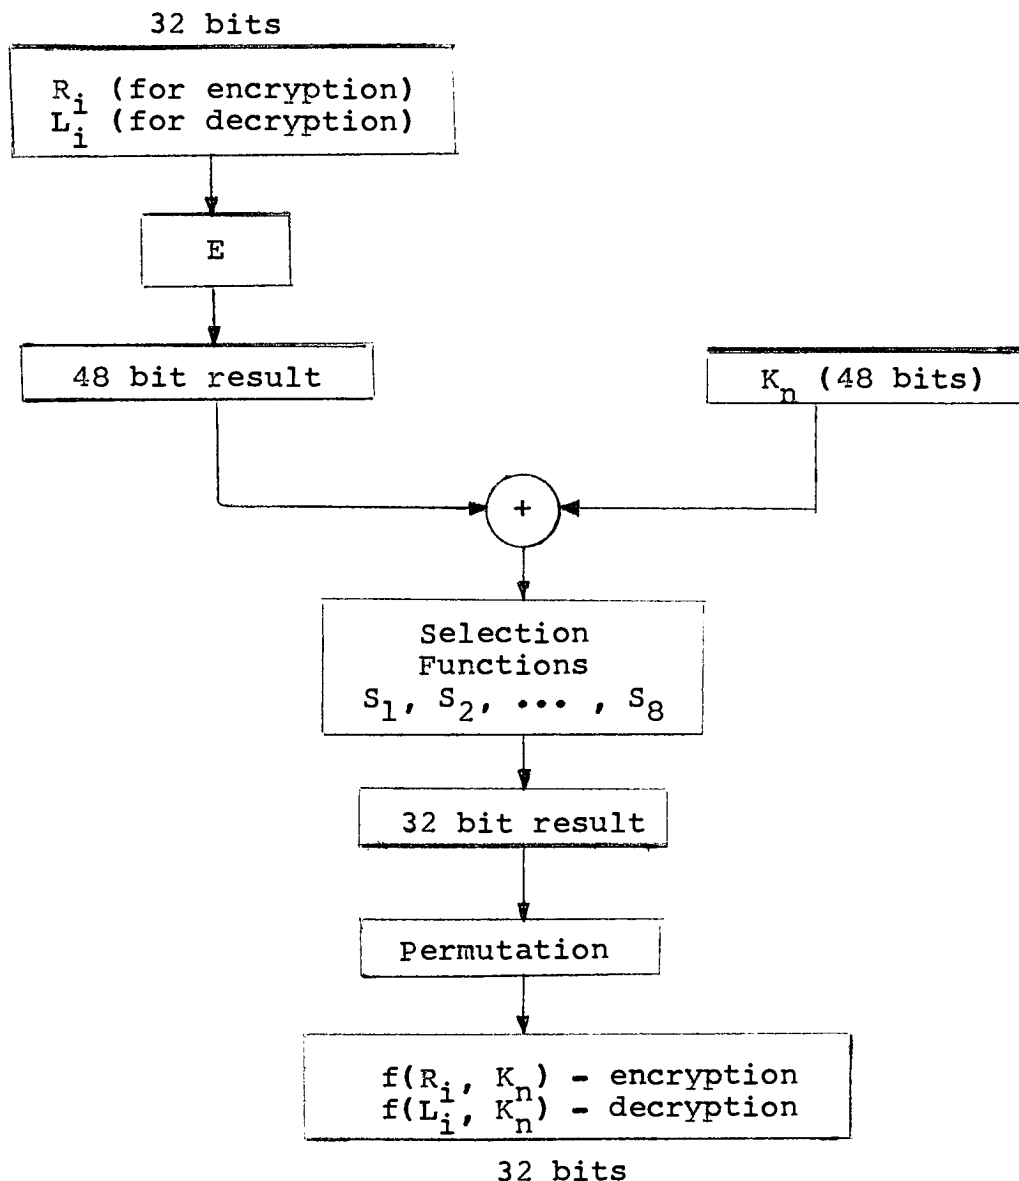 32 bits
R_i (for encryption)
L_i (for decryption)
E
48 bit result
K_n (48 bits)
+
Selection
Functions
S_1, S_2, ... , S_8
32 bit result
Permutation
f(R_i, K_n) - encryption
f(L_i, K_n) - decryption
32 bits